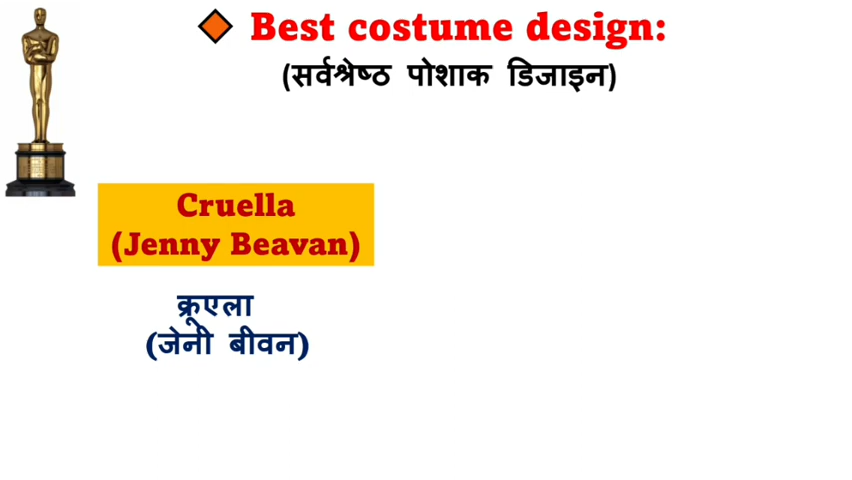 Best costume design:
(सर्वश्रेष्ठ पोशाक डिजाइन)
Cruella
(Jenny Beavan)
क्रूएला
(जेनी बीवन)